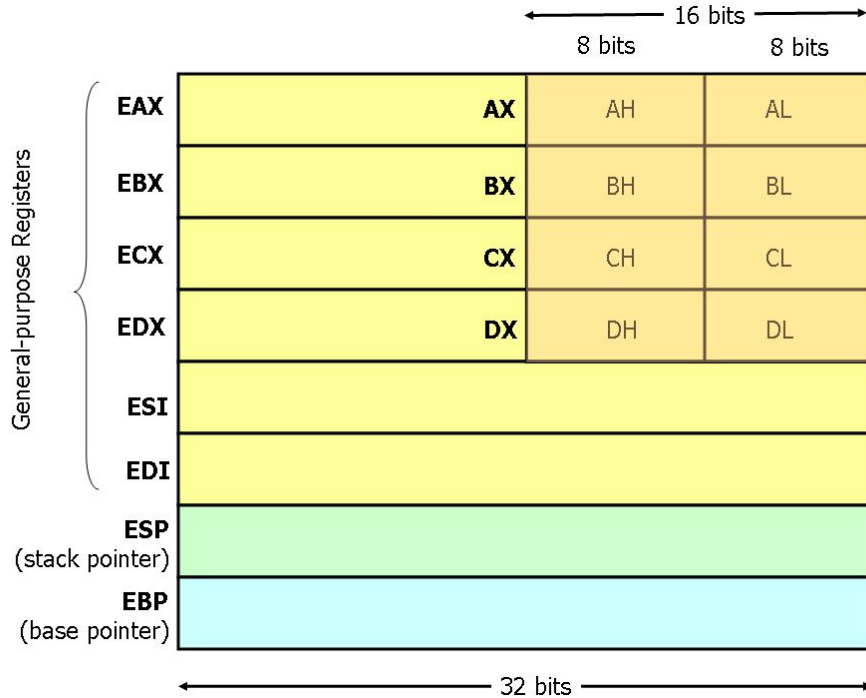 16 bits
8 bits 8 bits
General-purpose Registers
EAX AX AH AL
EBX BX BH BL
ECX CX CH CL
EDX DX DH DL
ESI
EDI
ESP
(stack pointer)
EBP
(base pointer)
32 bits